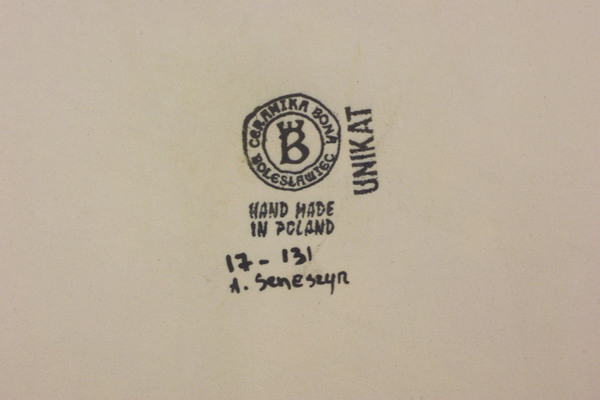 CERAMIKA BONA
BOLESŁAWIEC
B
UNIKAT
HAND MADE
IN POLAND
17 - 131
A. Seneszyn